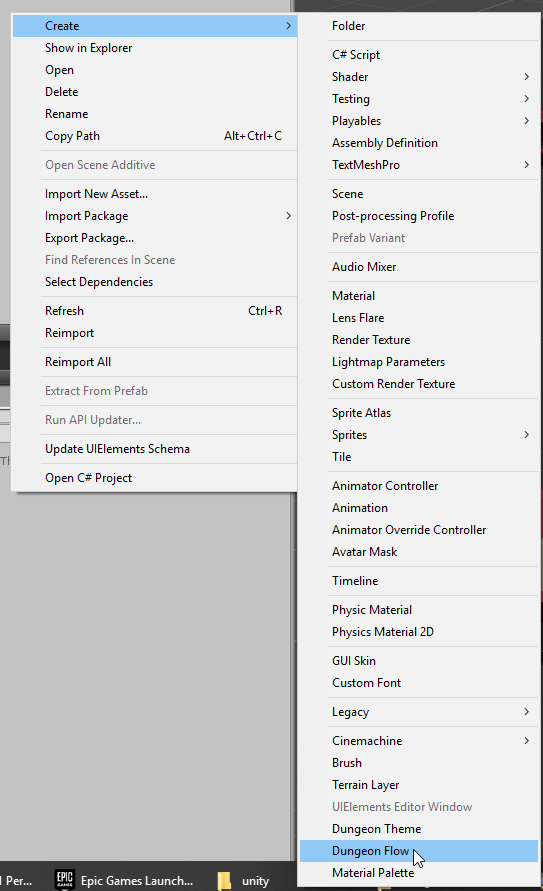 Create
Show in Explorer
Open
Delete
Rename
Copy Path Alt+Ctrl+C
Open Scene Additive
Import New Asset...
Import Package
Export Package...
Find References In Scene
Select Dependencies
Refresh Ctrl+R
Reimport
Reimport All
Extract From Prefab
Run API Updater...
Update UIElements Schema
Open C# Project
Folder
C# Script
Shader
Testing
Playables
Assembly Definition
TextMeshPro
Scene
Post-processing Profile
Prefab Variant
Audio Mixer
Material
Lens Flare
Render Texture
Lightmap Parameters
Custom Render Texture
Sprite Atlas
Sprites
Tile
Animator Controller
Animation
Animator Override Controller
Avatar Mask
Timeline
Physic Material
Physics Material 2D
GUI Skin
Custom Font
Legacy
Cinemachine
Brush
Terrain Layer
UIElements Editor Window
Dungeon Theme
Dungeon Flow
Material Palette
Per...
EPIC
GAMES
Epic Games Launch...
unity